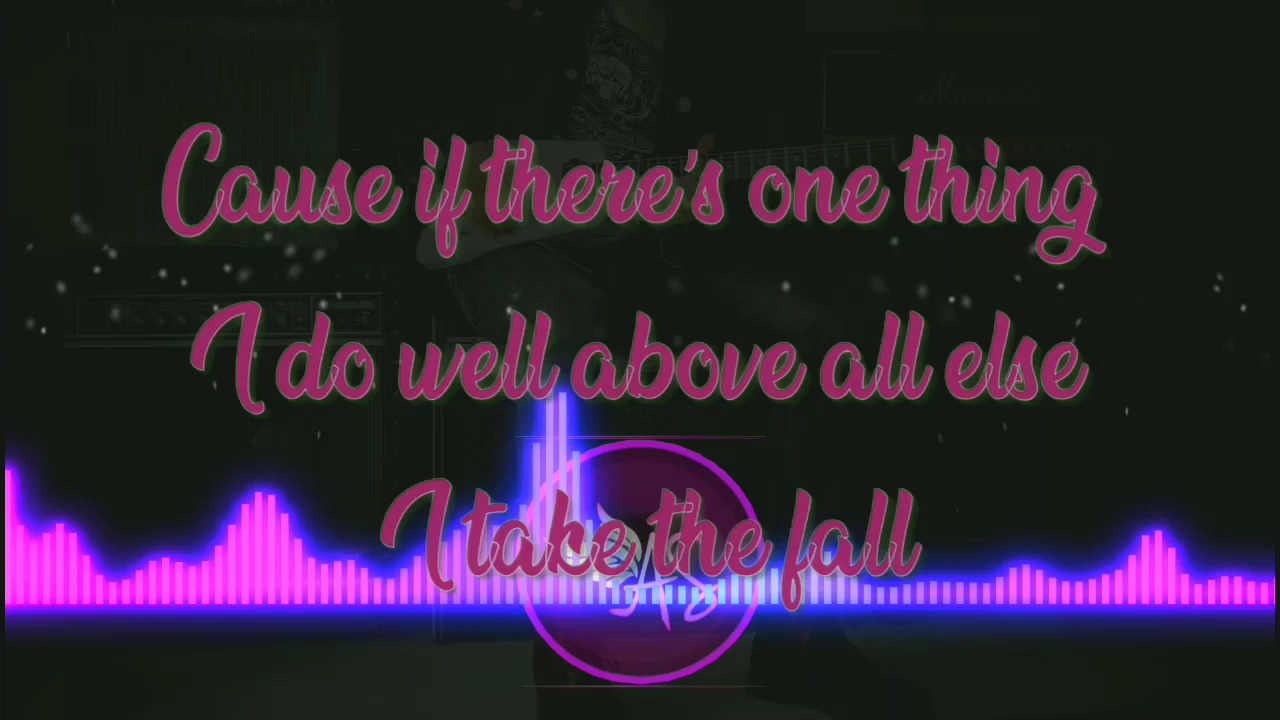 Cause if there's one thing
I do well above all else
I take the fall